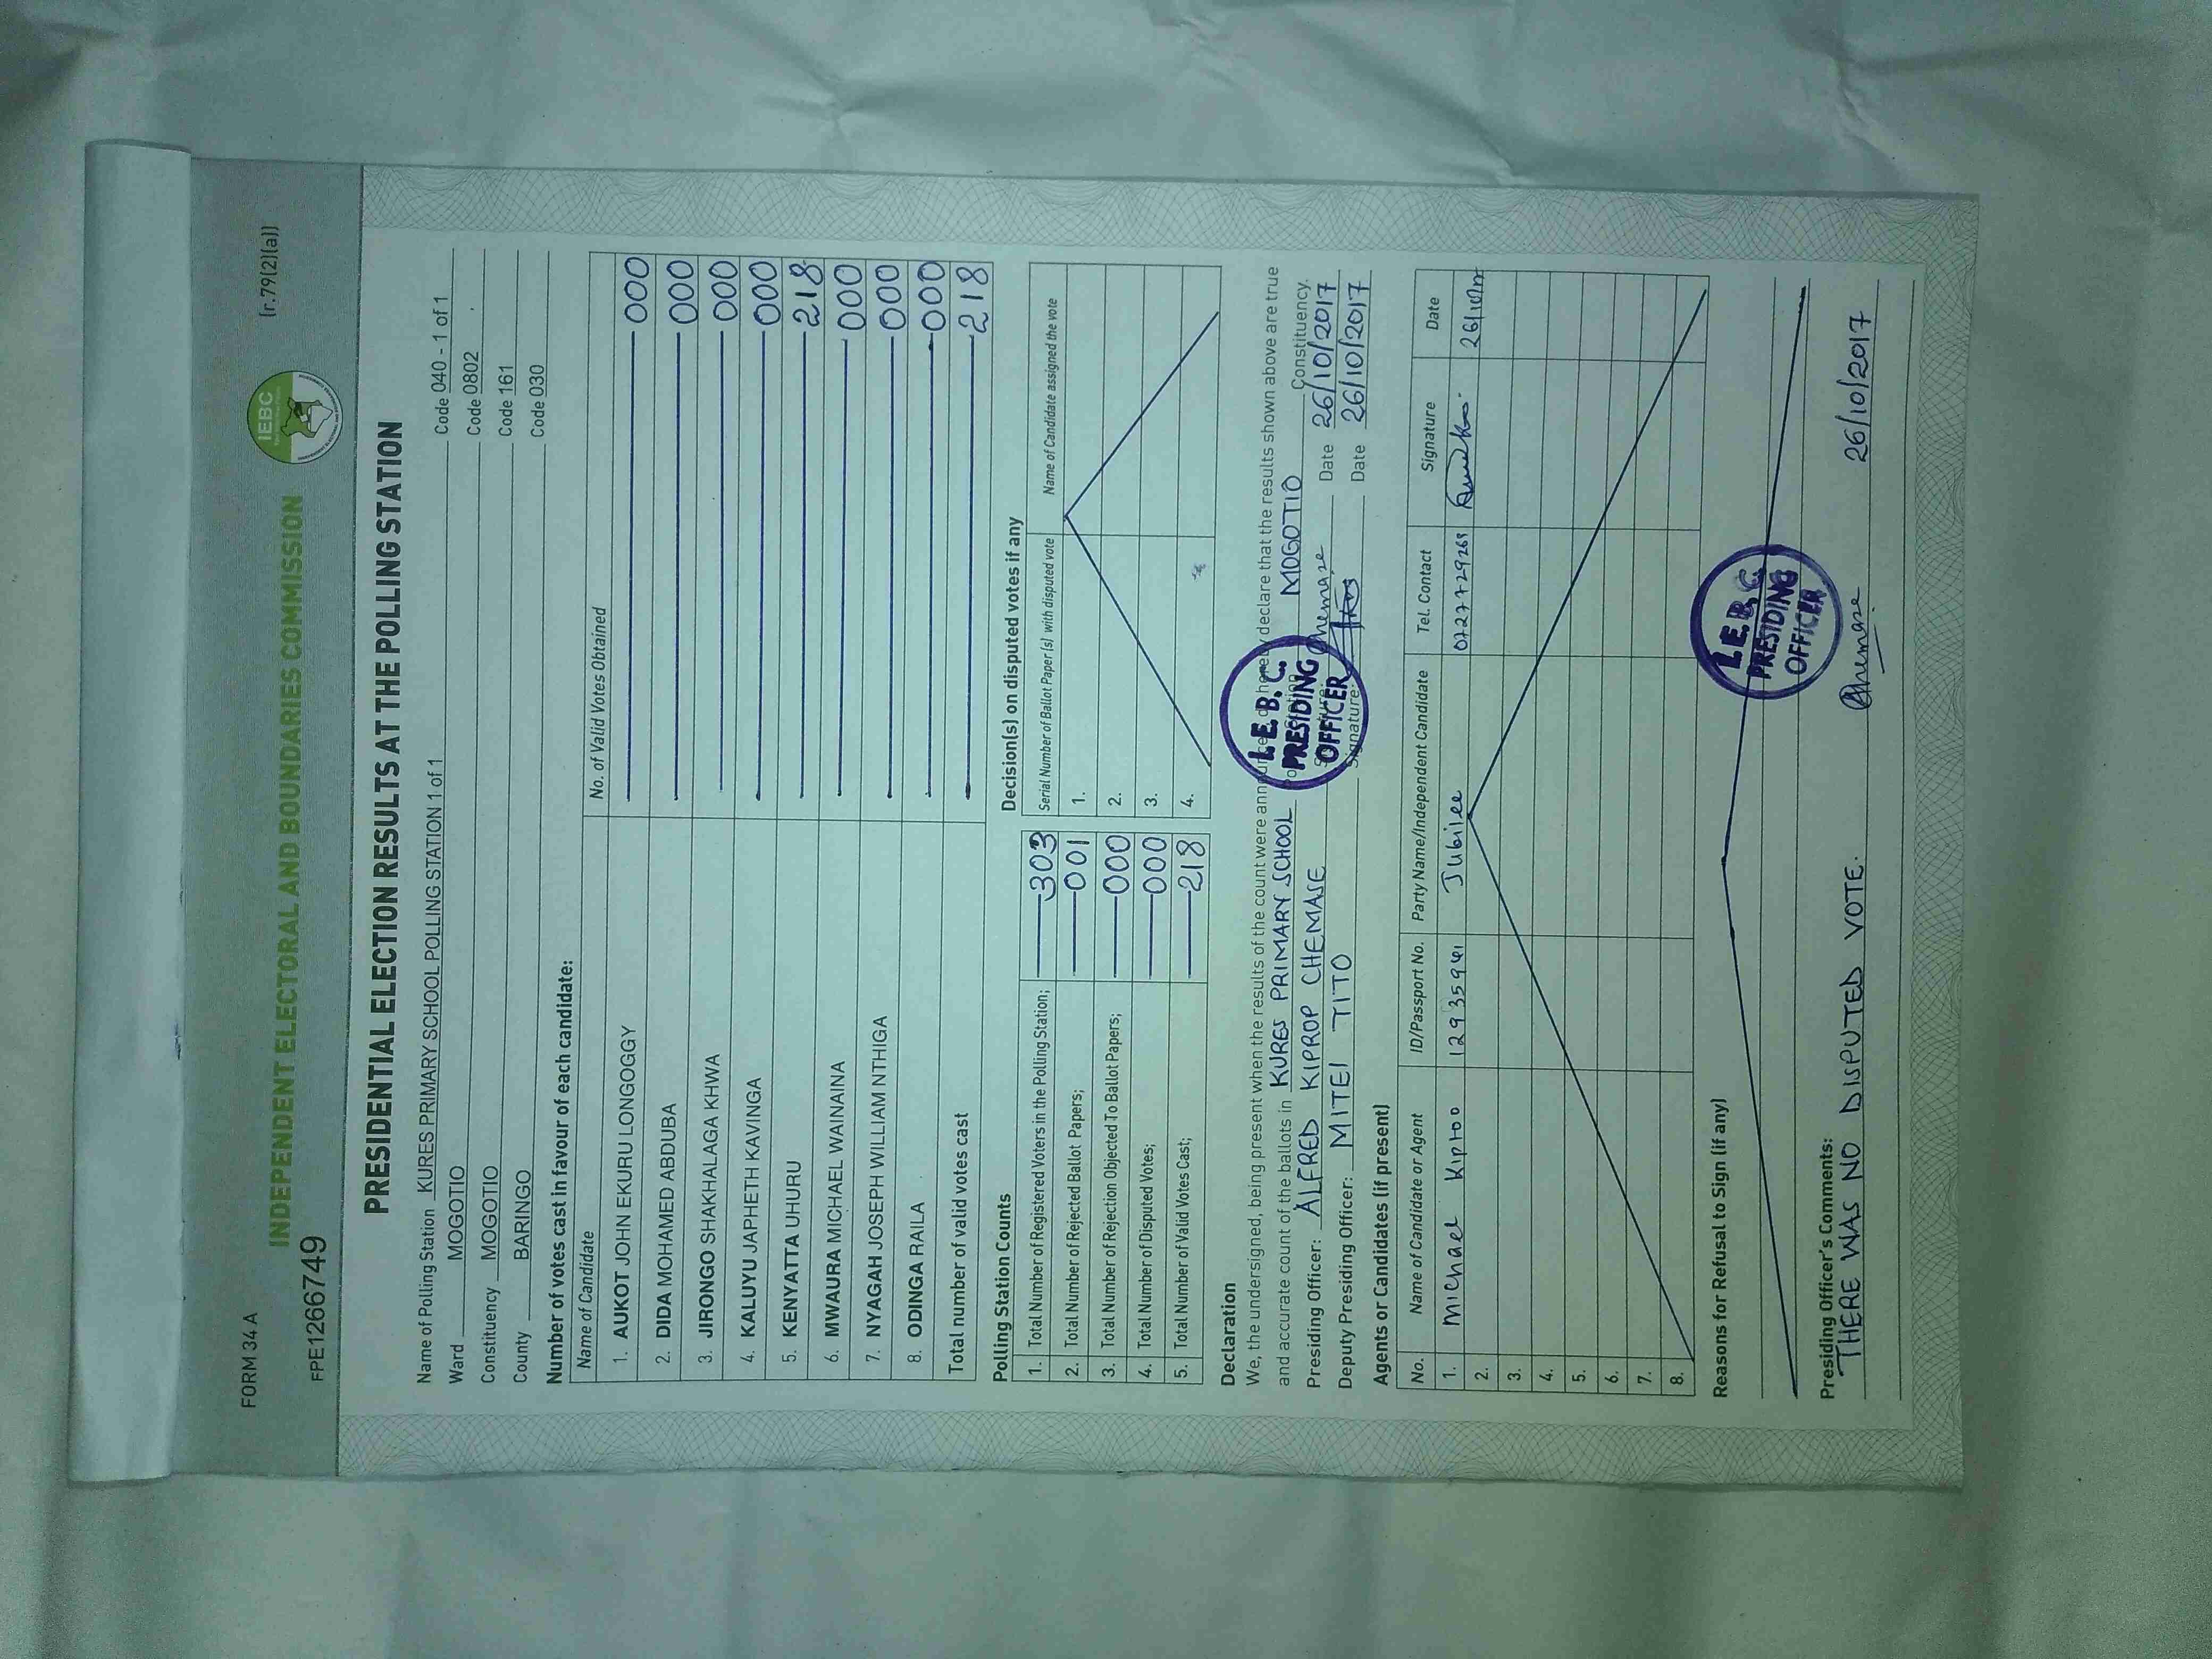 FORM 34 A
(r.79(2)(a))
IEBC
INDEPENDENT ELECTORAL AND BOUNDARIES COMMISSION
FPE1266749
PRESIDENTIAL ELECTION RESULTS AT THE POLLING STATION
Name of Polling Station KURES PRIMARY SCHOOL POLLING STATION 1 of 1 Code 040 - 1 of 1
Ward MOGOTIO Code 0802
Constituency MOGOTIO Code 161
County BARINGO Code 030
Number of votes cast in favour of each candidate:
Name of Candidate No. of Valid Votes Obtained
1. AUKOT JOHN EKURU LONGOGGY 000
2. DIDA MOHAMED ABDUBA 000
3. JIRONGO SHAKHALAGA KHWA 000
4. KALUYU JAPHETH KAVINGA 000
5. KENYATTA UHURU 218
6. MWAURA MICHAEL WAINAINA 000
7. NYAGAH JOSEPH WILLIAM NTHIGA 000
8. ODINGA RAILA 000
Total number of valid votes cast 218
Polling Station Counts
1. Total Number of Registered Voters in the Polling Station; 303
2. Total Number of Rejected Ballot Papers; 001
3. Total Number of Rejection Objected To Ballot Papers; 000
4. Total Number of Disputed Votes; 000
5. Total Number of Valid Votes Cast; 218
Decision(s) on disputed votes if any
Serial Number of Ballot Paper (s) with disputed vote Name of Candidate assigned the vote
1.
2.
3.
4.
Declaration
We, the undersigned, being present when the results of the count were announced, do hereby declare that the results shown above are true
and accurate count of the ballots in KURES PRIMARY SCHOOL MOGOTIO Constituency.
Presiding Officer: ALFRED KIPROP CHEMASE Chemase Date 26/10/2017
Deputy Presiding Officer: MITEI TITO Signature: Date 26/10/2017
I.E.B.C.
PRESIDING
OFFICER
Agents or Candidates (if present)
No. Name of Candidate or Agent ID/Passport No. Party Name/Independent Candidate Tel. Contact Signature Date
1. Michael Kiptoo 12935941 Jubilee 0727729269 26/10/17
2.
3.
4.
5.
6.
7.
8.
Reasons for Refusal to Sign (if any)
I.E.B.C.
PRESIDING
OFFICER
Presiding Officer's Comments:
THERE WAS NO DISPUTED VOTE. Chemase 26/10/2017